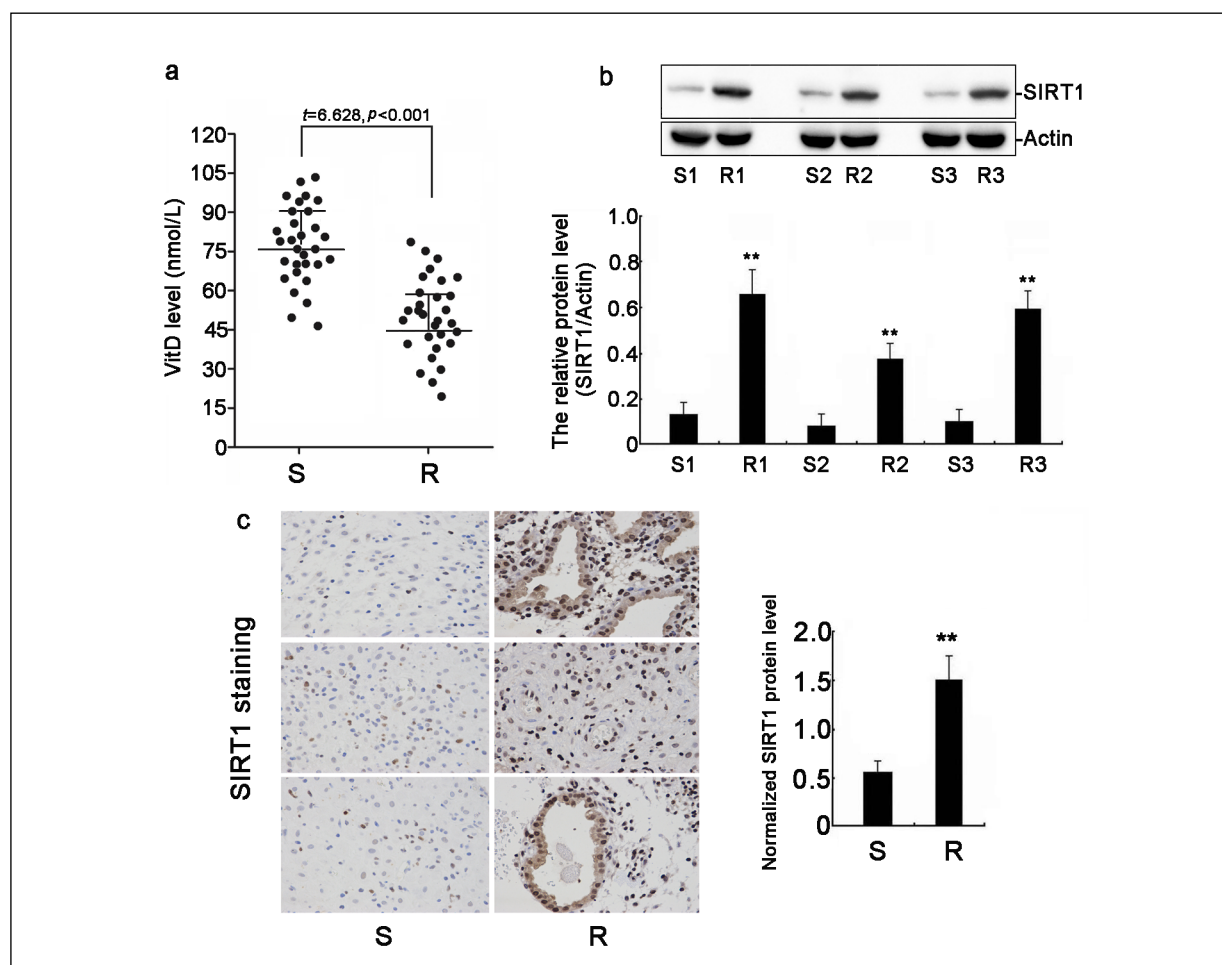 a
t=6.628, p<0.001
VitD level (nmol/L)
120
105
90
75
60
45
30
15
0
S R
b
SIRT1
Actin
S1 R1 S2 R2 S3 R3
The relative protein level
(SIRT1/Actin)
1.0
0.8
0.6
0.4
0.2
0
** ** **
S1 R1 S2 R2 S3 R3
c
SIRT1 staining
S R
Normalized SIRT1 protein level
2.0
1.5
1.0
0.5
0
**
S R